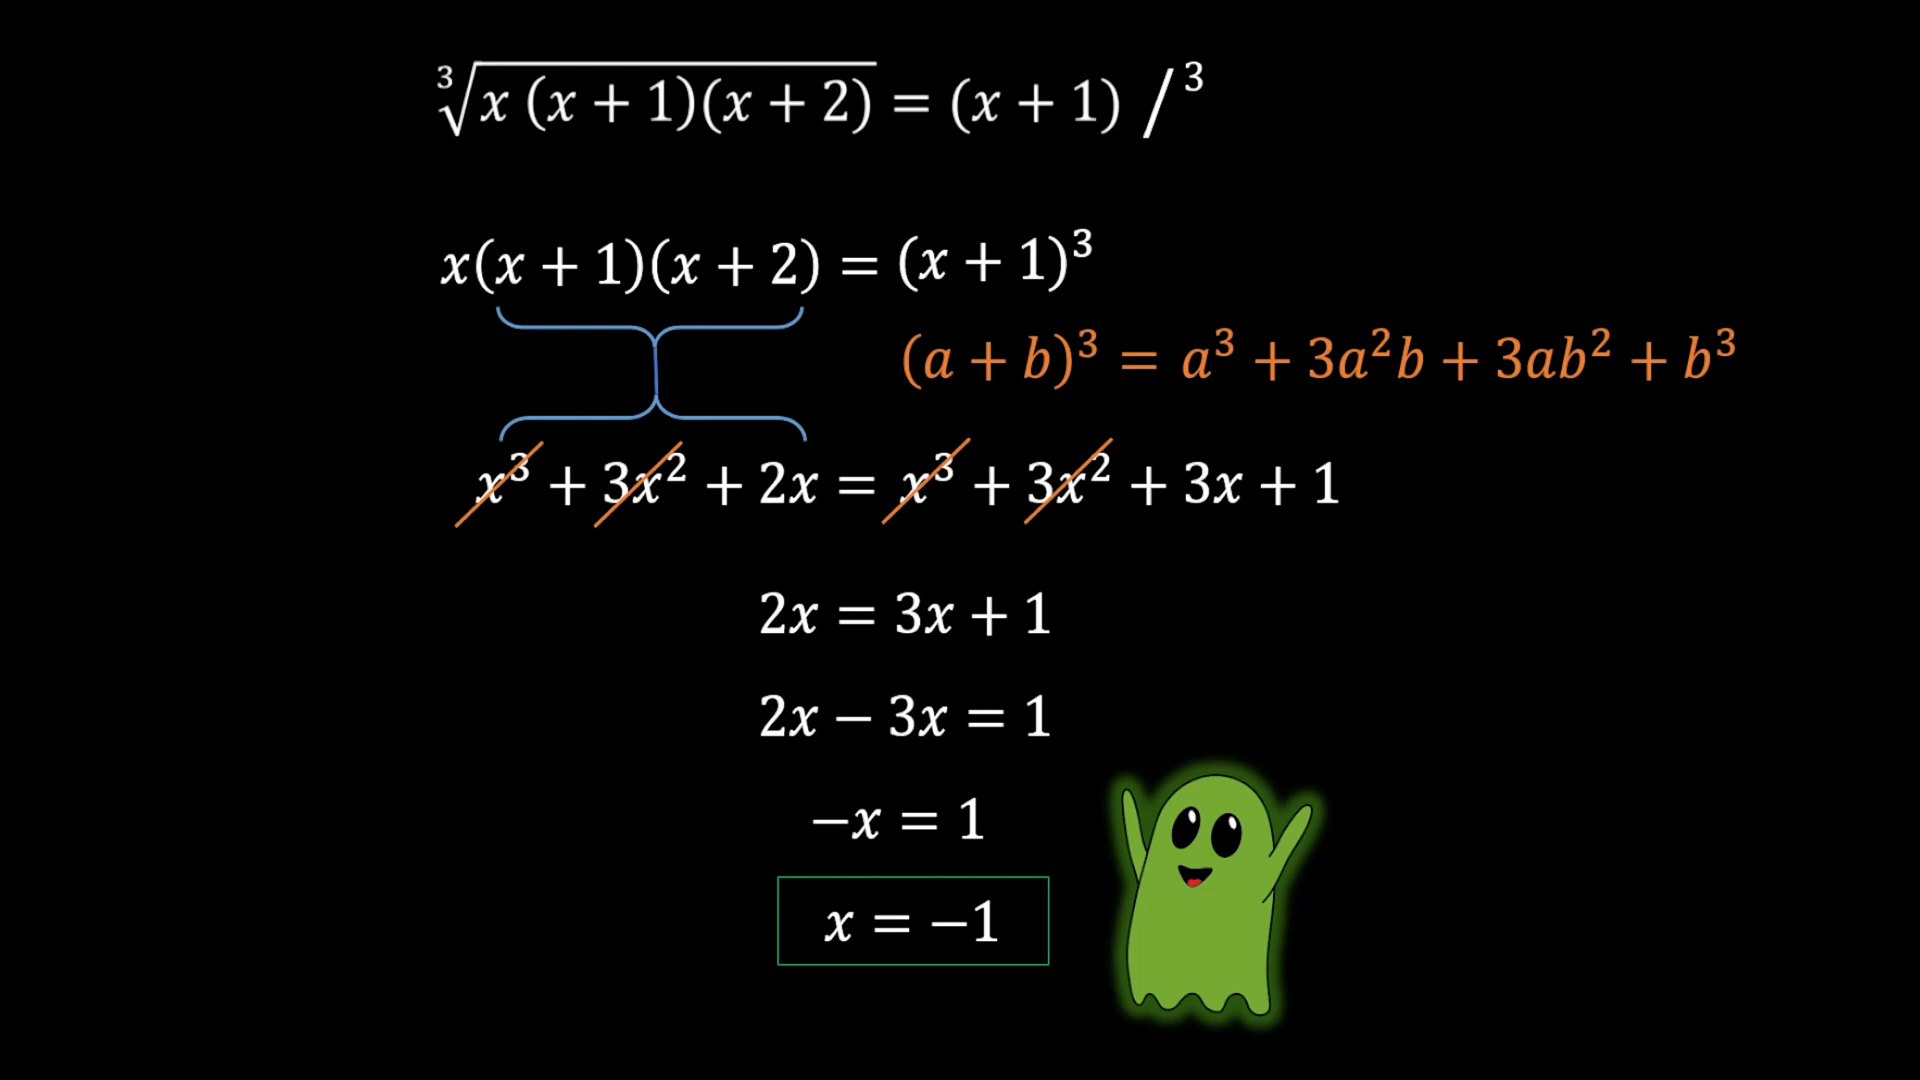 ∛x (x + 1)(x + 2) = (x + 1) / ³
x(x + 1)(x + 2) = (x + 1)³
(a + b)³ = a³ + 3a²b + 3ab² + b³
x³ + 3x² + 2x = x³ + 3x² + 3x + 1
2x = 3x + 1
2x − 3x = 1
−x = 1
x = −1